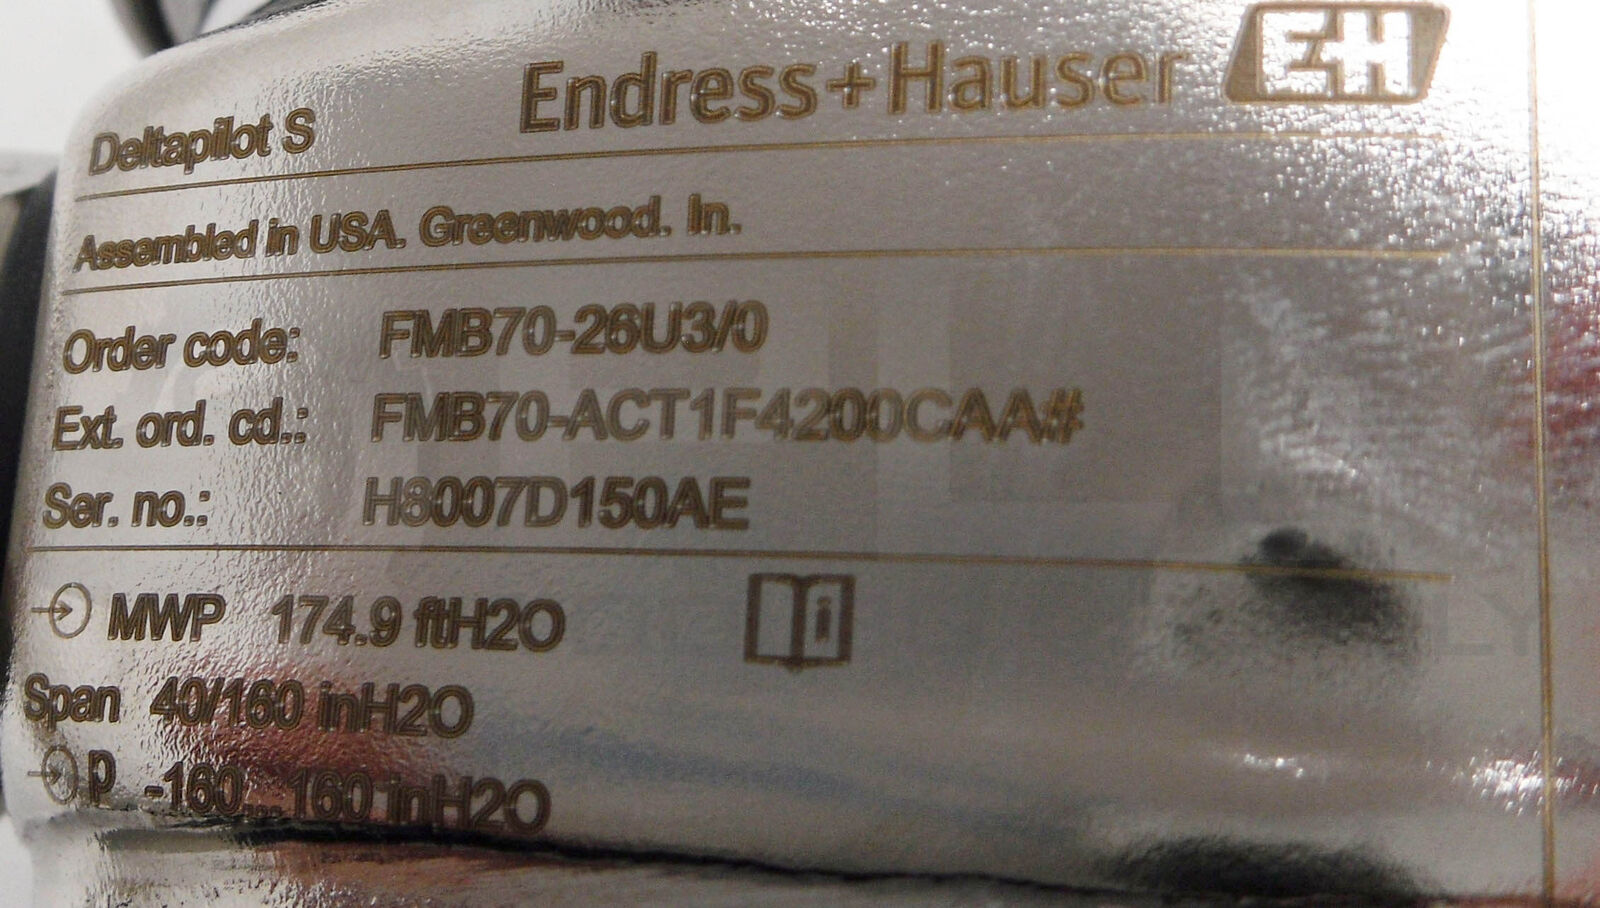 Endress+Hauser EH
Deltapilot S
Assembled in USA. Greenwood. In.
Order code: FMB70-26U3/0
Ext. ord. cd.: FMB70-ACT1F4200CAA#
Ser. no.: H8007D150AE
MWP 174.9 ftH2O
Span 40/160 inH2O
p -160...160 inH2O